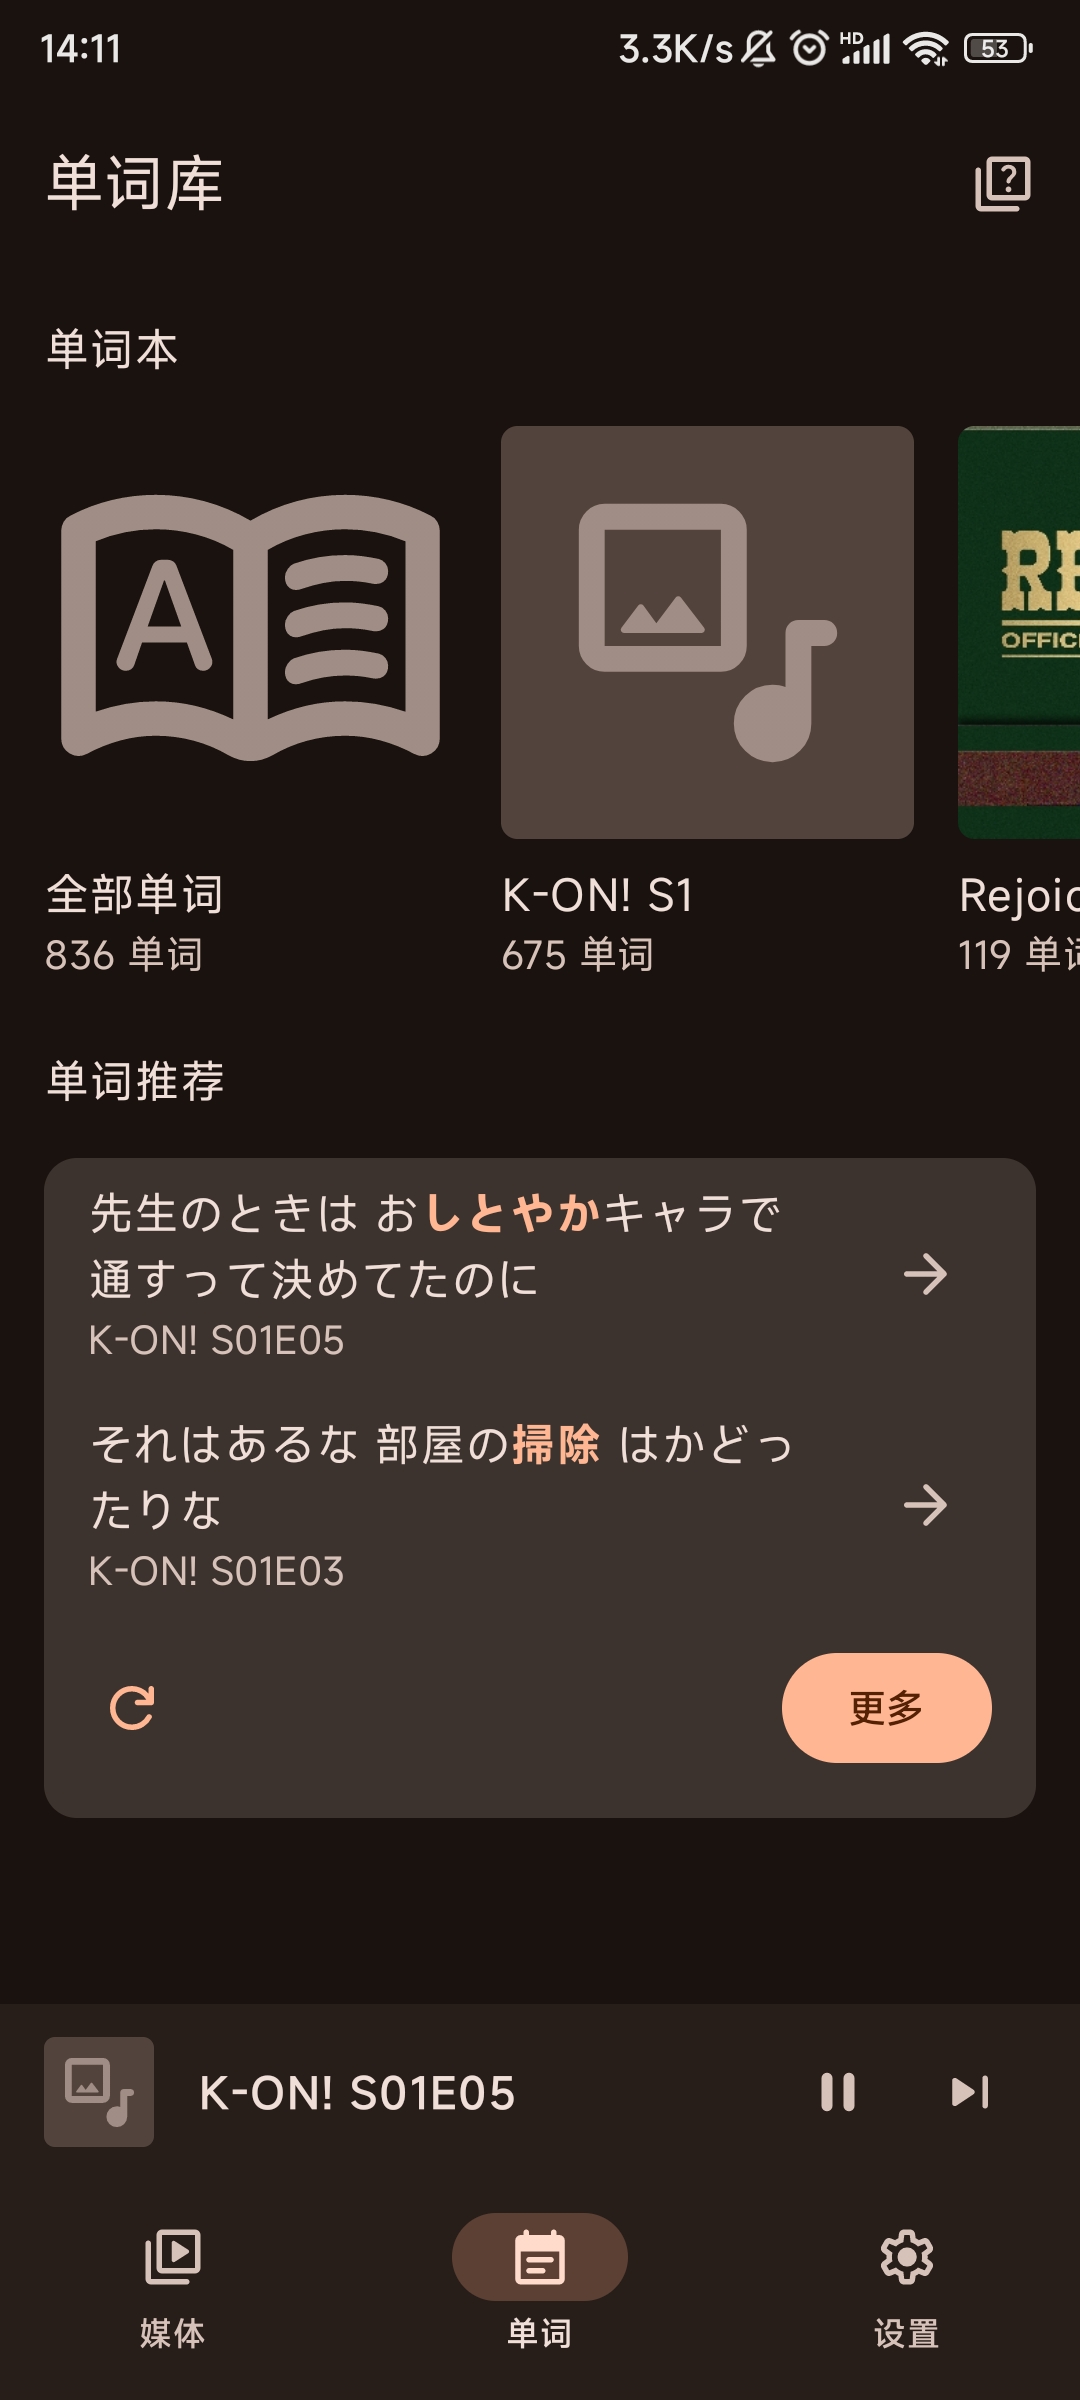 14:11 3.3K/s HD 53
单词库
单词本
RE
OFFIC
全部单词
836 单词
K-ON! S1
675 单词
Rejoic
119 单词
单词推荐
先生のときは おしとやかキャラで
通すって決めてたのに
K-ON! S01E05
それはあるな 部屋の掃除 はかどっ
たりな
K-ON! S01E03
更多
K-ON! S01E05
媒体
单词
设置